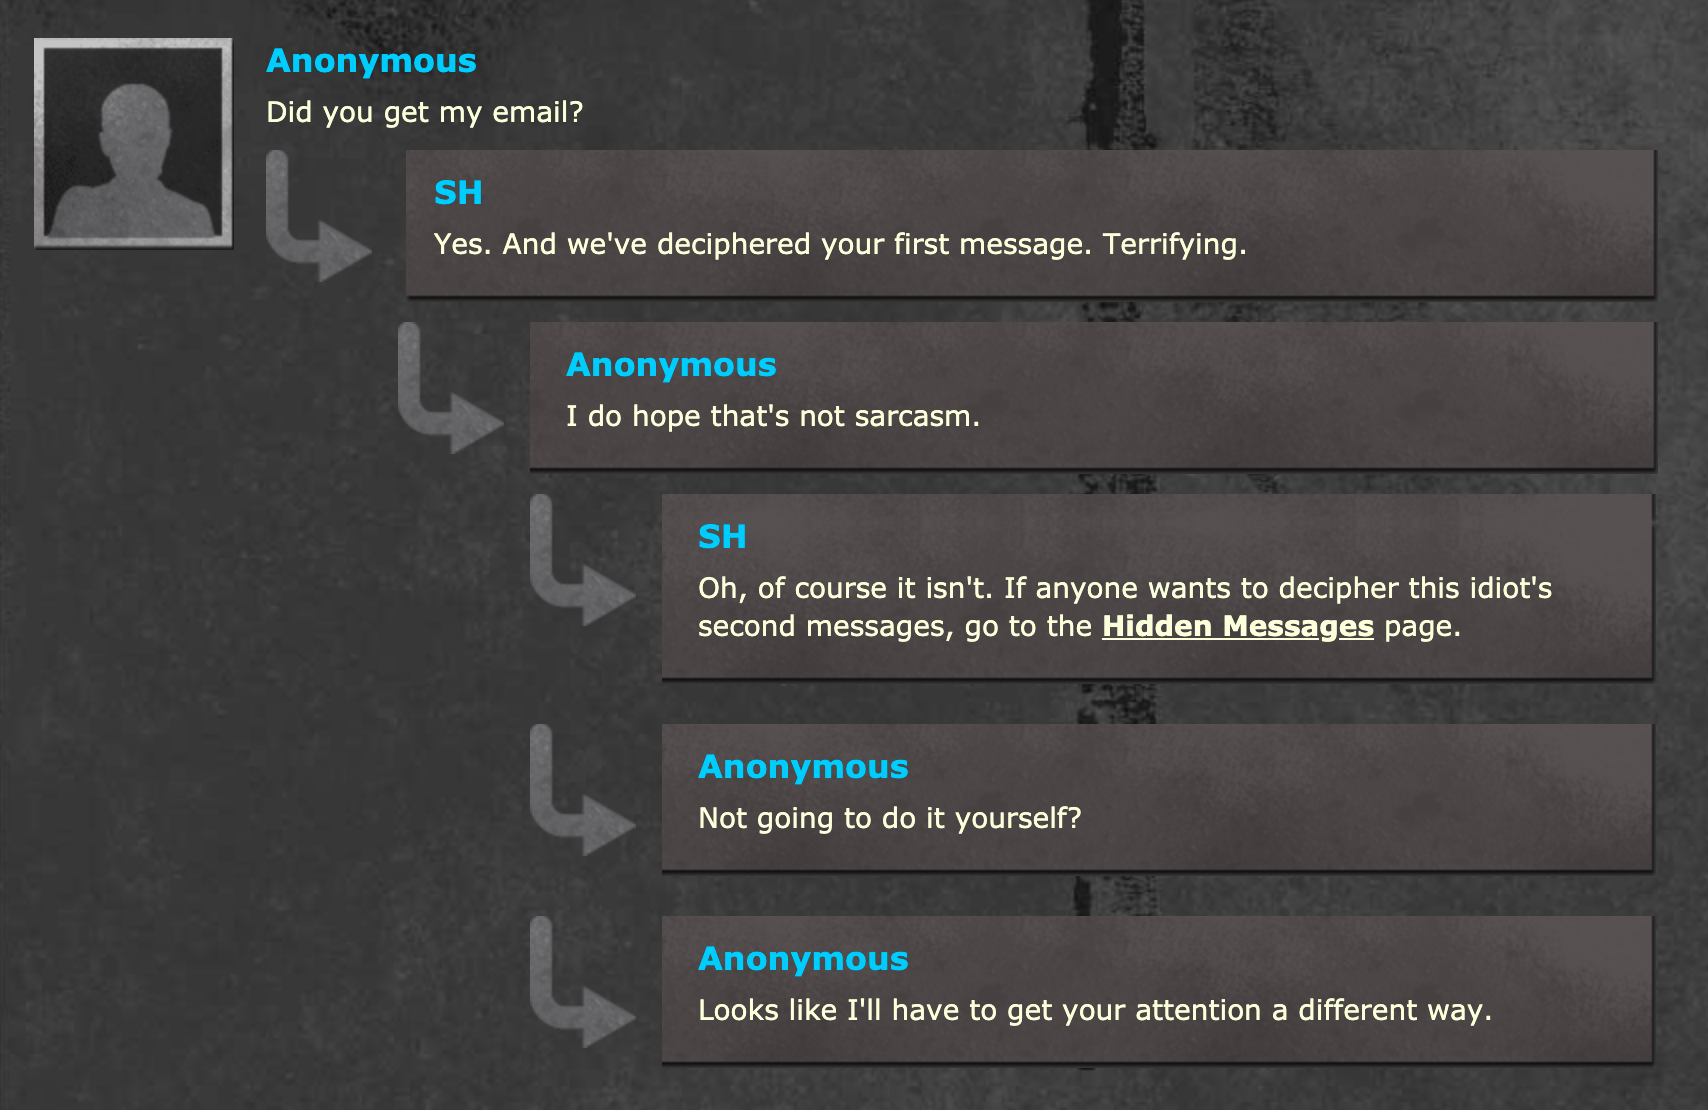 Anonymous
Did you get my email?
SH
Yes. And we've deciphered your first message. Terrifying.
Anonymous
I do hope that's not sarcasm.
SH
Oh, of course it isn't. If anyone wants to decipher this idiot's
second messages, go to the Hidden Messages page.
Anonymous
Not going to do it yourself?
Anonymous
Looks like I'll have to get your attention a different way.